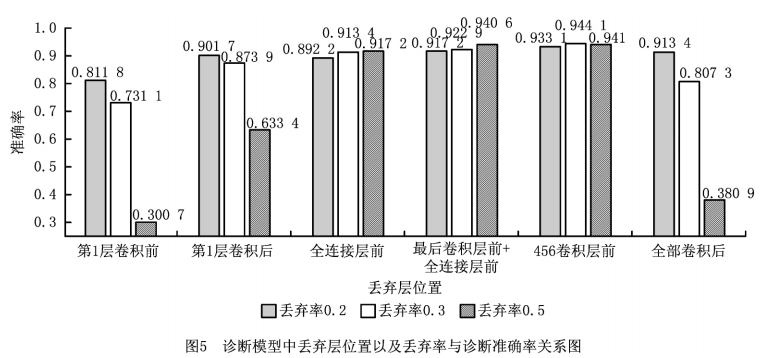 准确率
1.0
0.9
0.8
0.7
0.6
0.5
0.4
0.3
0.811 8
0.731 1
0.300 7
0.901 7
0.873 9
0.633 4
0.892 2
0.913 4
0.917 2
0.917 2
0.922 9
0.940 6
0.933 1
0.944 1
0.941
0.913 4
0.807 3
0.380 9
第1层卷积前
第1层卷积后
全连接层前
最后卷积层前+
全连接层前
456卷积层前
全部卷积后
丢弃层位置
丢弃率0.2 丢弃率0.3 丢弃率0.5
图5 诊断模型中丢弃层位置以及丢弃率与诊断准确率关系图